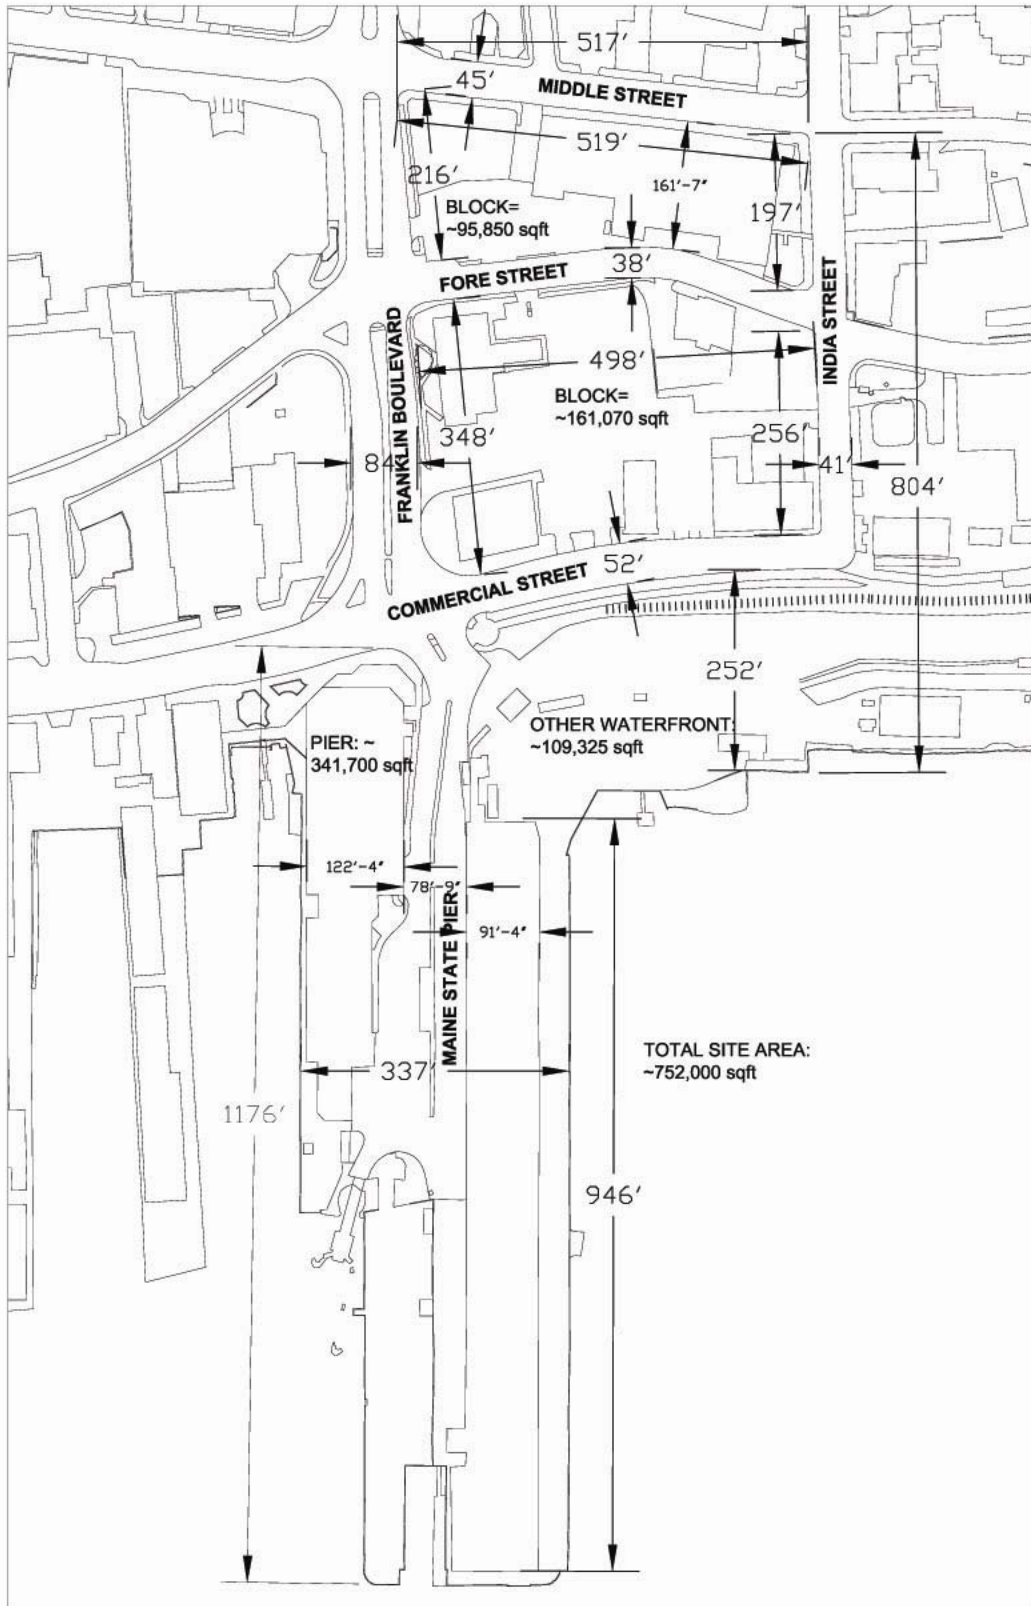 517'
45'
MIDDLE STREET
519'
216'
161'-7"
197'
BLOCK=
~95,850 sqft
FORE STREET
38'
INDIA STREET
FRANKLIN BOULEVARD
498'
BLOCK=
~161,070 sqft
348'
256'
84'
41'
804'
52'
COMMERCIAL STREET
252'
OTHER WATERFRONT:
~109,325 sqft
PIER: ~
341,700 sqft
122'-4"
78'-9"
91'-4"
MAINE STATE PIER
TOTAL SITE AREA:
~752,000 sqft
337'
1176'
946'